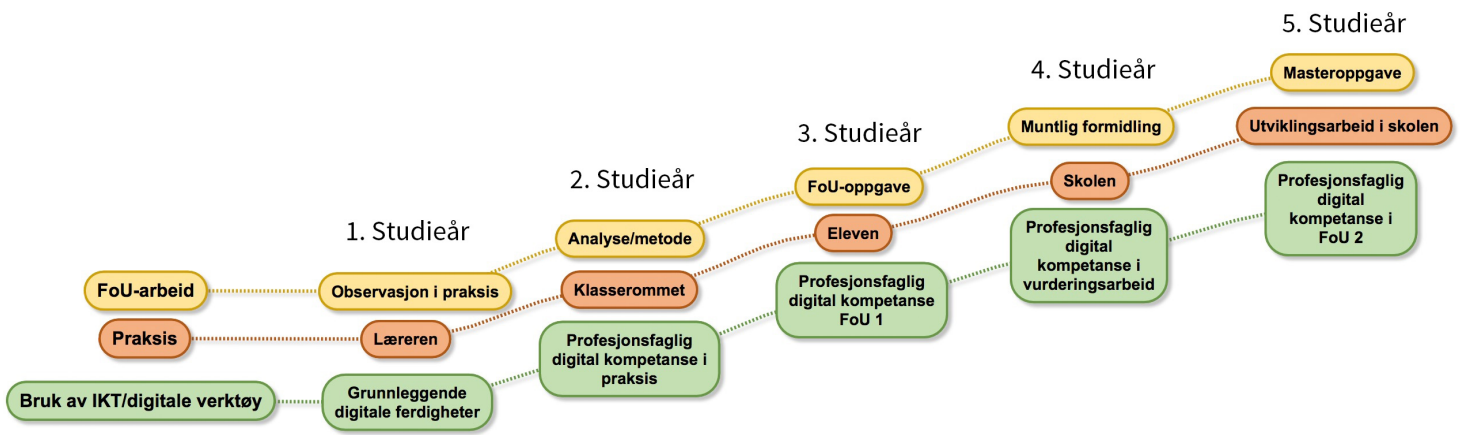 5. Studieår
Masteroppgave
4. Studieår
Muntlig formidling
Utviklingsarbeid i skolen
3. Studieår
FoU-oppgave
Skolen
Profesjonsfaglig
digital
kompetanse i
FoU 2
2. Studieår
Analyse/metode
Eleven
Profesjonsfaglig
digital
kompetanse i
vurderingsarbeid
1. Studieår
Klasserommet
Profesjonsfaglig
digital kompetanse
FoU 1
FoU-arbeid
Observasjon i praksis
Praksis
Læreren
Profesjonsfaglig
digital kompetanse i
praksis
Bruk av IKT/digitale verktøy
Grunnleggende
digitale ferdigheter